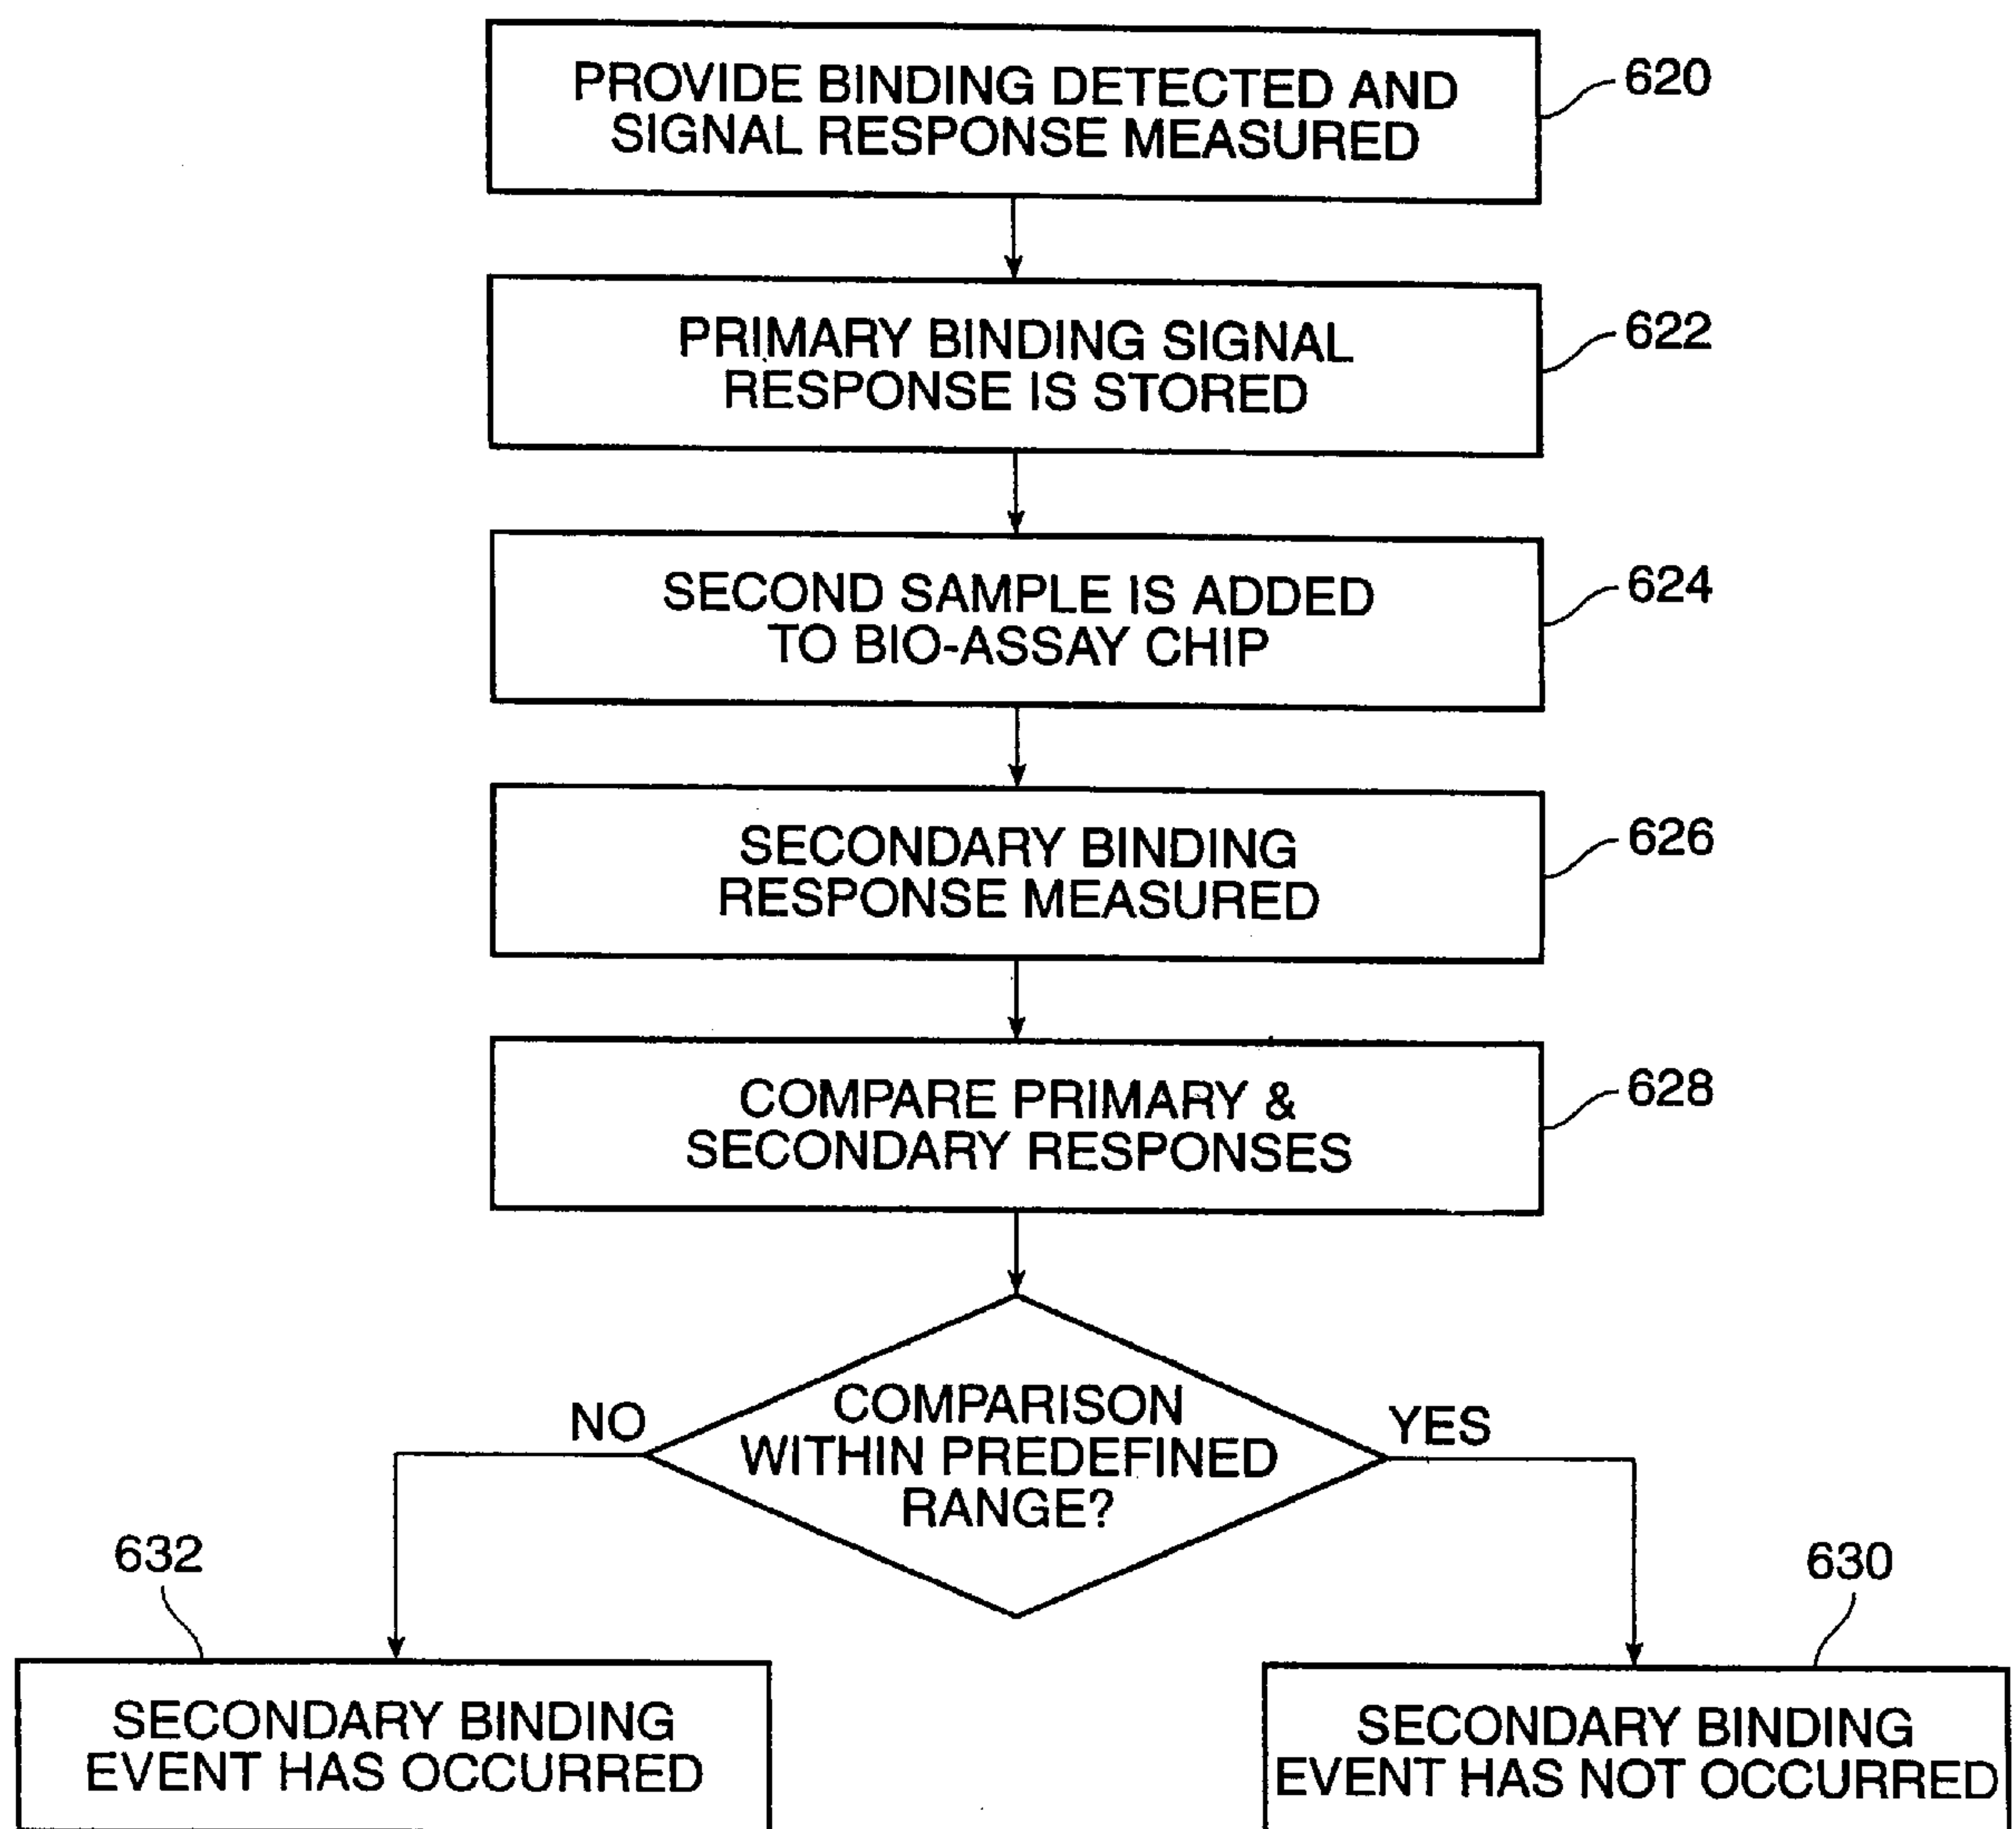 PROVIDE BINDING DETECTED AND
SIGNAL RESPONSE MEASURED
620
PRIMARY BINDING SIGNAL
RESPONSE IS STORED
622
SECOND SAMPLE IS ADDED
TO BIO-ASSAY CHIP
624
SECONDARY BINDING
RESPONSE MEASURED
626
COMPARE PRIMARY &
SECONDARY RESPONSES
628
COMPARISON
WITHIN PREDEFINED
RANGE?
NO
YES
632
SECONDARY BINDING
EVENT HAS OCCURRED
630
SECONDARY BINDING
EVENT HAS NOT OCCURRED